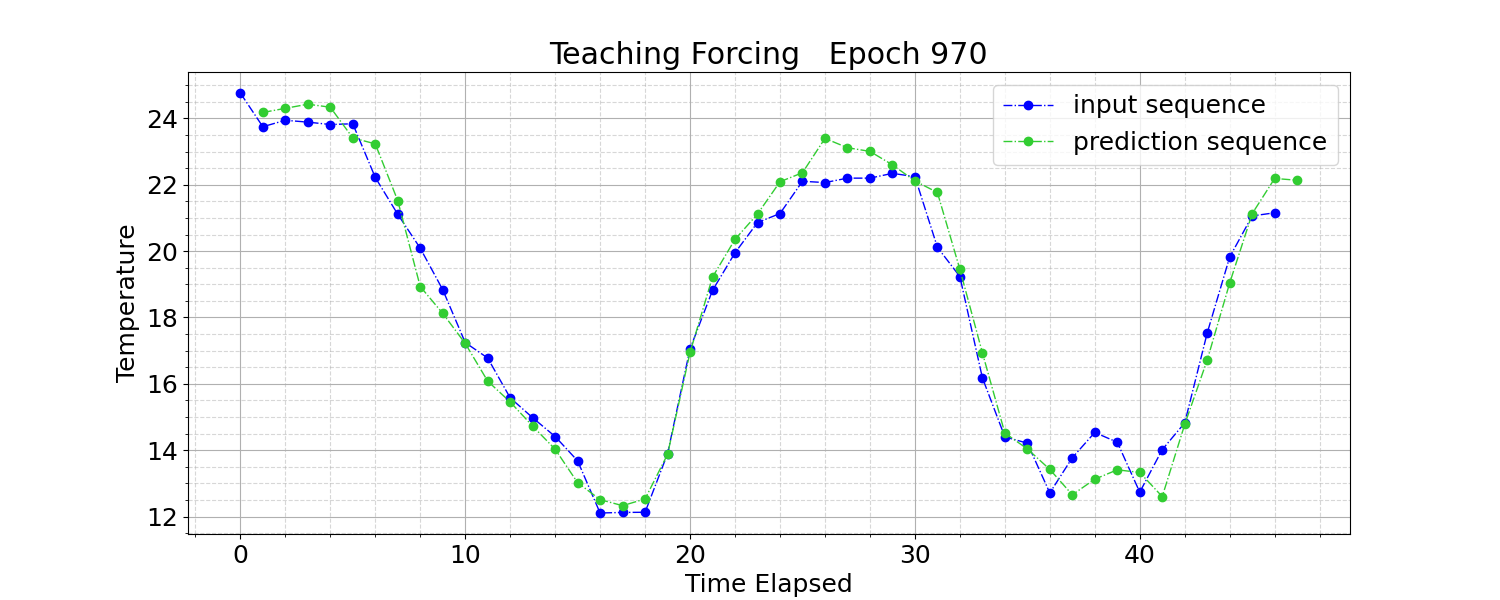 Teaching Forcing   Epoch 970
input sequence
prediction sequence
Temperature
24
22
20
18
16
14
12
0 10 20 30 40
Time Elapsed